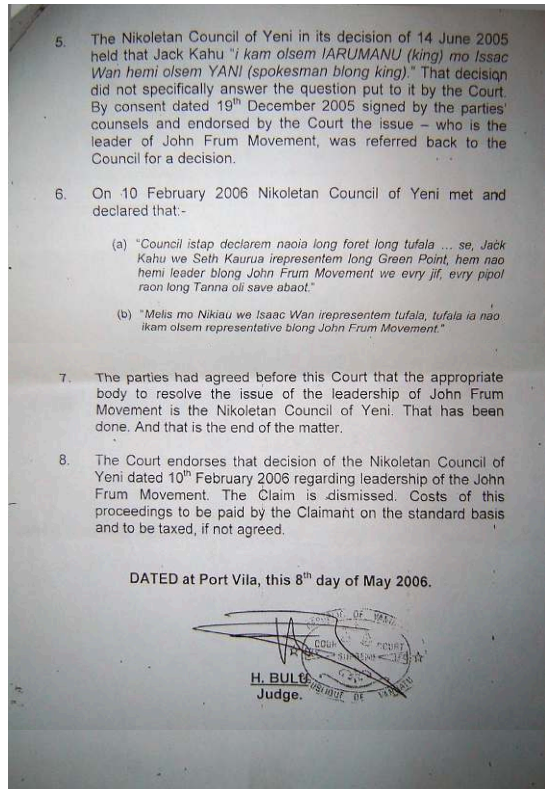 5. The Nikoletan Council of Yeni in its decision of 14 June 2005
held that Jack Kahu "i kam olsem IARUMANU (king) mo Issac
Wan hemi olsem YANI (spokesman blong king)." That decision
did not specifically answer the question put to it by the Court.
By consent dated 19th December 2005 signed by the parties'
counsels and endorsed by the Court the issue – who is the
leader of John Frum Movement, was referred back to the
Council for a decision.
6. On 10 February 2006 Nikoletan Council of Yeni met and
declared that:-
(a) "Council istap declarem naoia long foret long tufala ... se, Jack
Kahu we Seth Kaurua irepresentem long Green Point, hem nao
hemi leader blong John Frum Movement we evry jif, evry pipol
raon long Tanna oli save abaot."
(b) "Melis mo Nikiau we Isaac Wan irepresentem tufala, tufala ia nao
ikam olsem representative blong John Frum Movement."
7. The parties had agreed before this Court that the appropriate
body to resolve the issue of the leadership of John Frum
Movement is the Nikoletan Council of Yeni. That has been
done. And that is the end of the matter.
8. The Court endorses that decision of the Nikoletan Council of
Yeni dated 10th February 2006 regarding leadership of the John
Frum Movement. The Claim is dismissed. Costs of this
proceedings to be paid by the Claimant on the standard basis
and to be taxed, if not agreed.
DATED at Port Vila, this 8th day of May 2006.
OF
COURT
SUPREME
H. BULU
Judge.
DE VANUATU